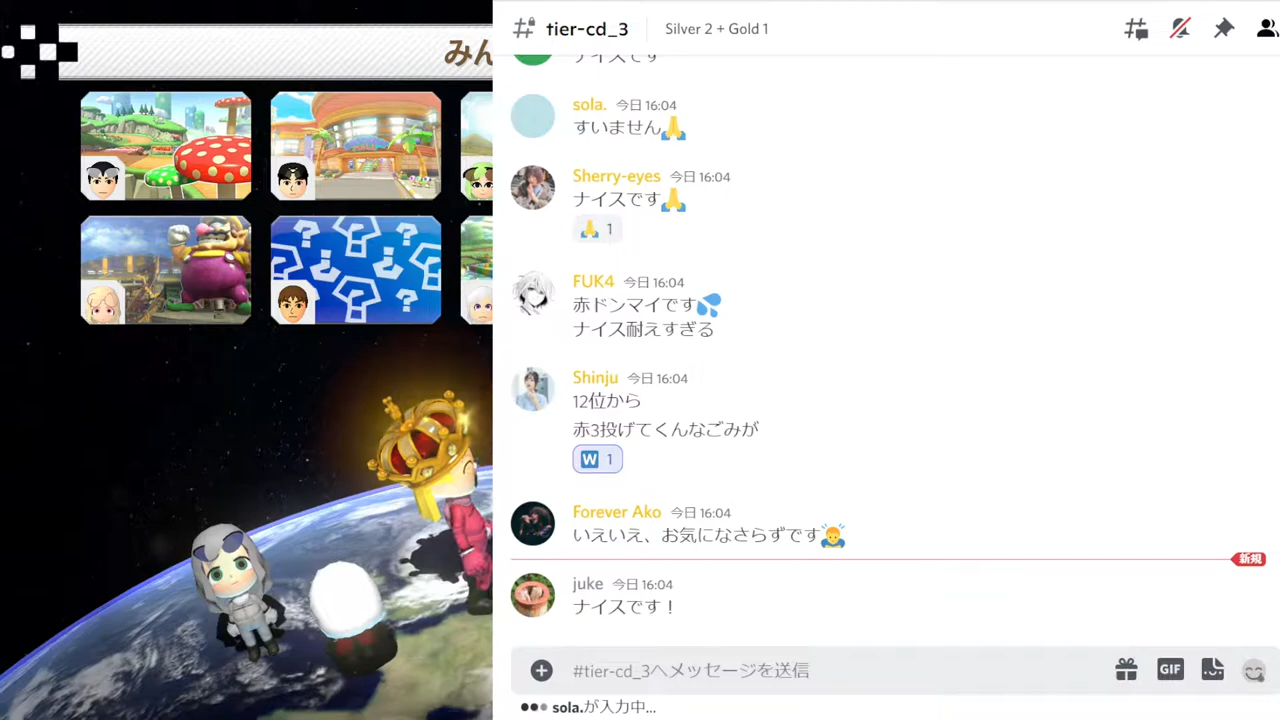 みん
tier-cd_3
Silver 2 + Gold 1
ナイスです
sola. 今日 16:04
すいません🙏
Sherry-eyes 今日 16:04
ナイスです🙏
🙏 1
FUK4 今日 16:04
赤ドンマイです💦
ナイス耐えすぎる
Shinju 今日 16:04
12位から
赤3投げてくんなごみが
W 1
Forever Ako 今日 16:04
いえいえ、お気になさらずです🙇‍♂️
新規
juke 今日 16:04
ナイスです！
#tier-cd_3へメッセージを送信
GIF
sola.が入力中...